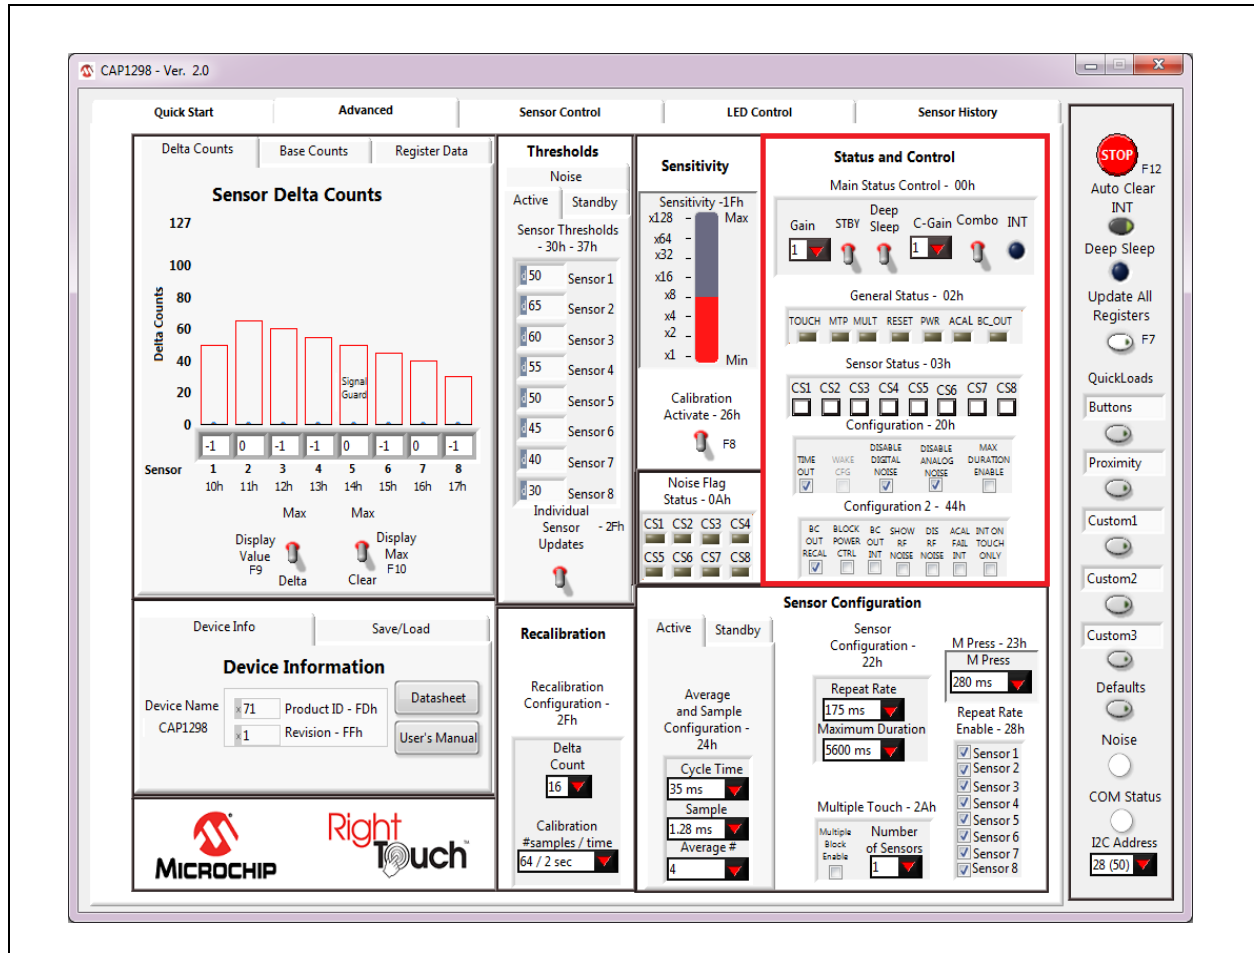 CAP1298 - Ver. 2.0
Quick Start
Advanced
Sensor Control
LED Control
Sensor History
Delta Counts
Base Counts
Register Data
Sensor Delta Counts
127
100
80
60
40
20
0
Delta Counts
Signal
Guard
-1 0 -1 -1 0 -1 0 -1
Sensor 1 2 3 4 5 6 7 8
10h 11h 12h 13h 14h 15h 16h 17h
Max
Display
Value
F9
Delta
Max
Display
Max
F10
Clear
Thresholds
Noise
Active
Standby
Sensor Thresholds
- 30h - 37h
d 50 Sensor 1
d 65 Sensor 2
d 60 Sensor 3
d 55 Sensor 4
d 50 Sensor 5
d 45 Sensor 6
d 40 Sensor 7
d 30 Sensor 8
Individual
Sensor - 2Fh
Updates
Sensitivity
Sensitivity -1Fh
x128 Max
x64
x32
x16
x8
x4
x2
x1 Min
Calibration
Activate - 26h
F8
Noise Flag
Status - 0Ah
CS1 CS2 CS3 CS4
CS5 CS6 CS7 CS8
Status and Control
Main Status Control - 00h
Gain
1
STBY
Deep
Sleep
C-Gain
1
Combo
INT
General Status - 02h
TOUCH MTP MULT RESET PWR ACAL BC_OUT
Sensor Status - 03h
CS1 CS2 CS3 CS4 CS5 CS6 CS7 CS8
Configuration - 20h
TIME
OUT
WAKE
CFG
DISABLE
DIGITAL
NOISE
DISABLE
ANALOG
NOISE
MAX
DURATION
ENABLE
Configuration 2 - 44h
BC
OUT
RECAL
BLOCK
POWER
CTRL
BC
OUT
INT
SHOW
RF
NOISE
DIS
RF
NOISE
ACAL
FAIL
INT
INT ON
TOUCH
ONLY
Device Info
Save/Load
Device Information
Device Name
CAP1298
x 71 Product ID - FDh
x 1 Revision - FFh
Datasheet
User's Manual
MICROCHIP
Right
Touch
Recalibration
Recalibration
Configuration -
2Fh
Delta
Count
16
Calibration
#samples / time
64 / 2 sec
Sensor Configuration
Active
Standby
Average
and Sample
Configuration -
24h
Cycle Time
35 ms
Sample
1.28 ms
Average #
4
Sensor
Configuration -
22h
Repeat Rate
175 ms
Maximum Duration
5600 ms
Multiple Touch - 2Ah
Multiple
Block
Enable
Number
of Sensors
1
M Press - 23h
M Press
280 ms
Repeat Rate
Enable - 28h
Sensor 1
Sensor 2
Sensor 3
Sensor 4
Sensor 5
Sensor 6
Sensor 7
Sensor 8
STOP
F12
Auto Clear
INT
Deep Sleep
Update All
Registers
F7
QuickLoads
Buttons
Proximity
Custom1
Custom2
Custom3
Defaults
Noise
COM Status
I2C Address
28 (50)